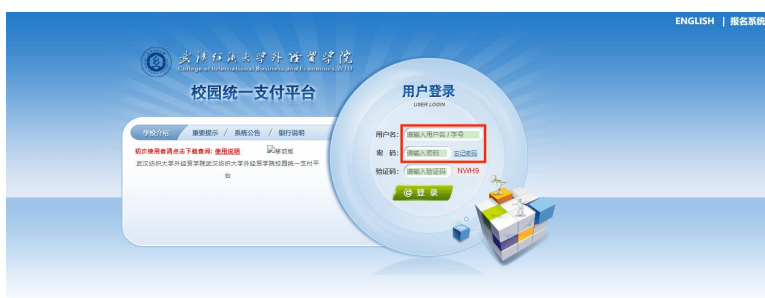 ENGLISH | 报名系统
武汉纺织大学外经贸学院
College of International Business and Economics,WTU
校园统一支付平台
用户登录
USER LOGIN
学校介绍 重要提示 / 系统公告 / 银行说明
初次使用者请点击下载查阅: 使用说明 移动版
武汉纺织大学外经贸学院武汉纺织大学外经贸学院校园统一支付平
台
用户名: 请输入用户名/学号
密 码: 请输入密码 忘记密码
验证码: 请输入验证码 NWH9
登 录